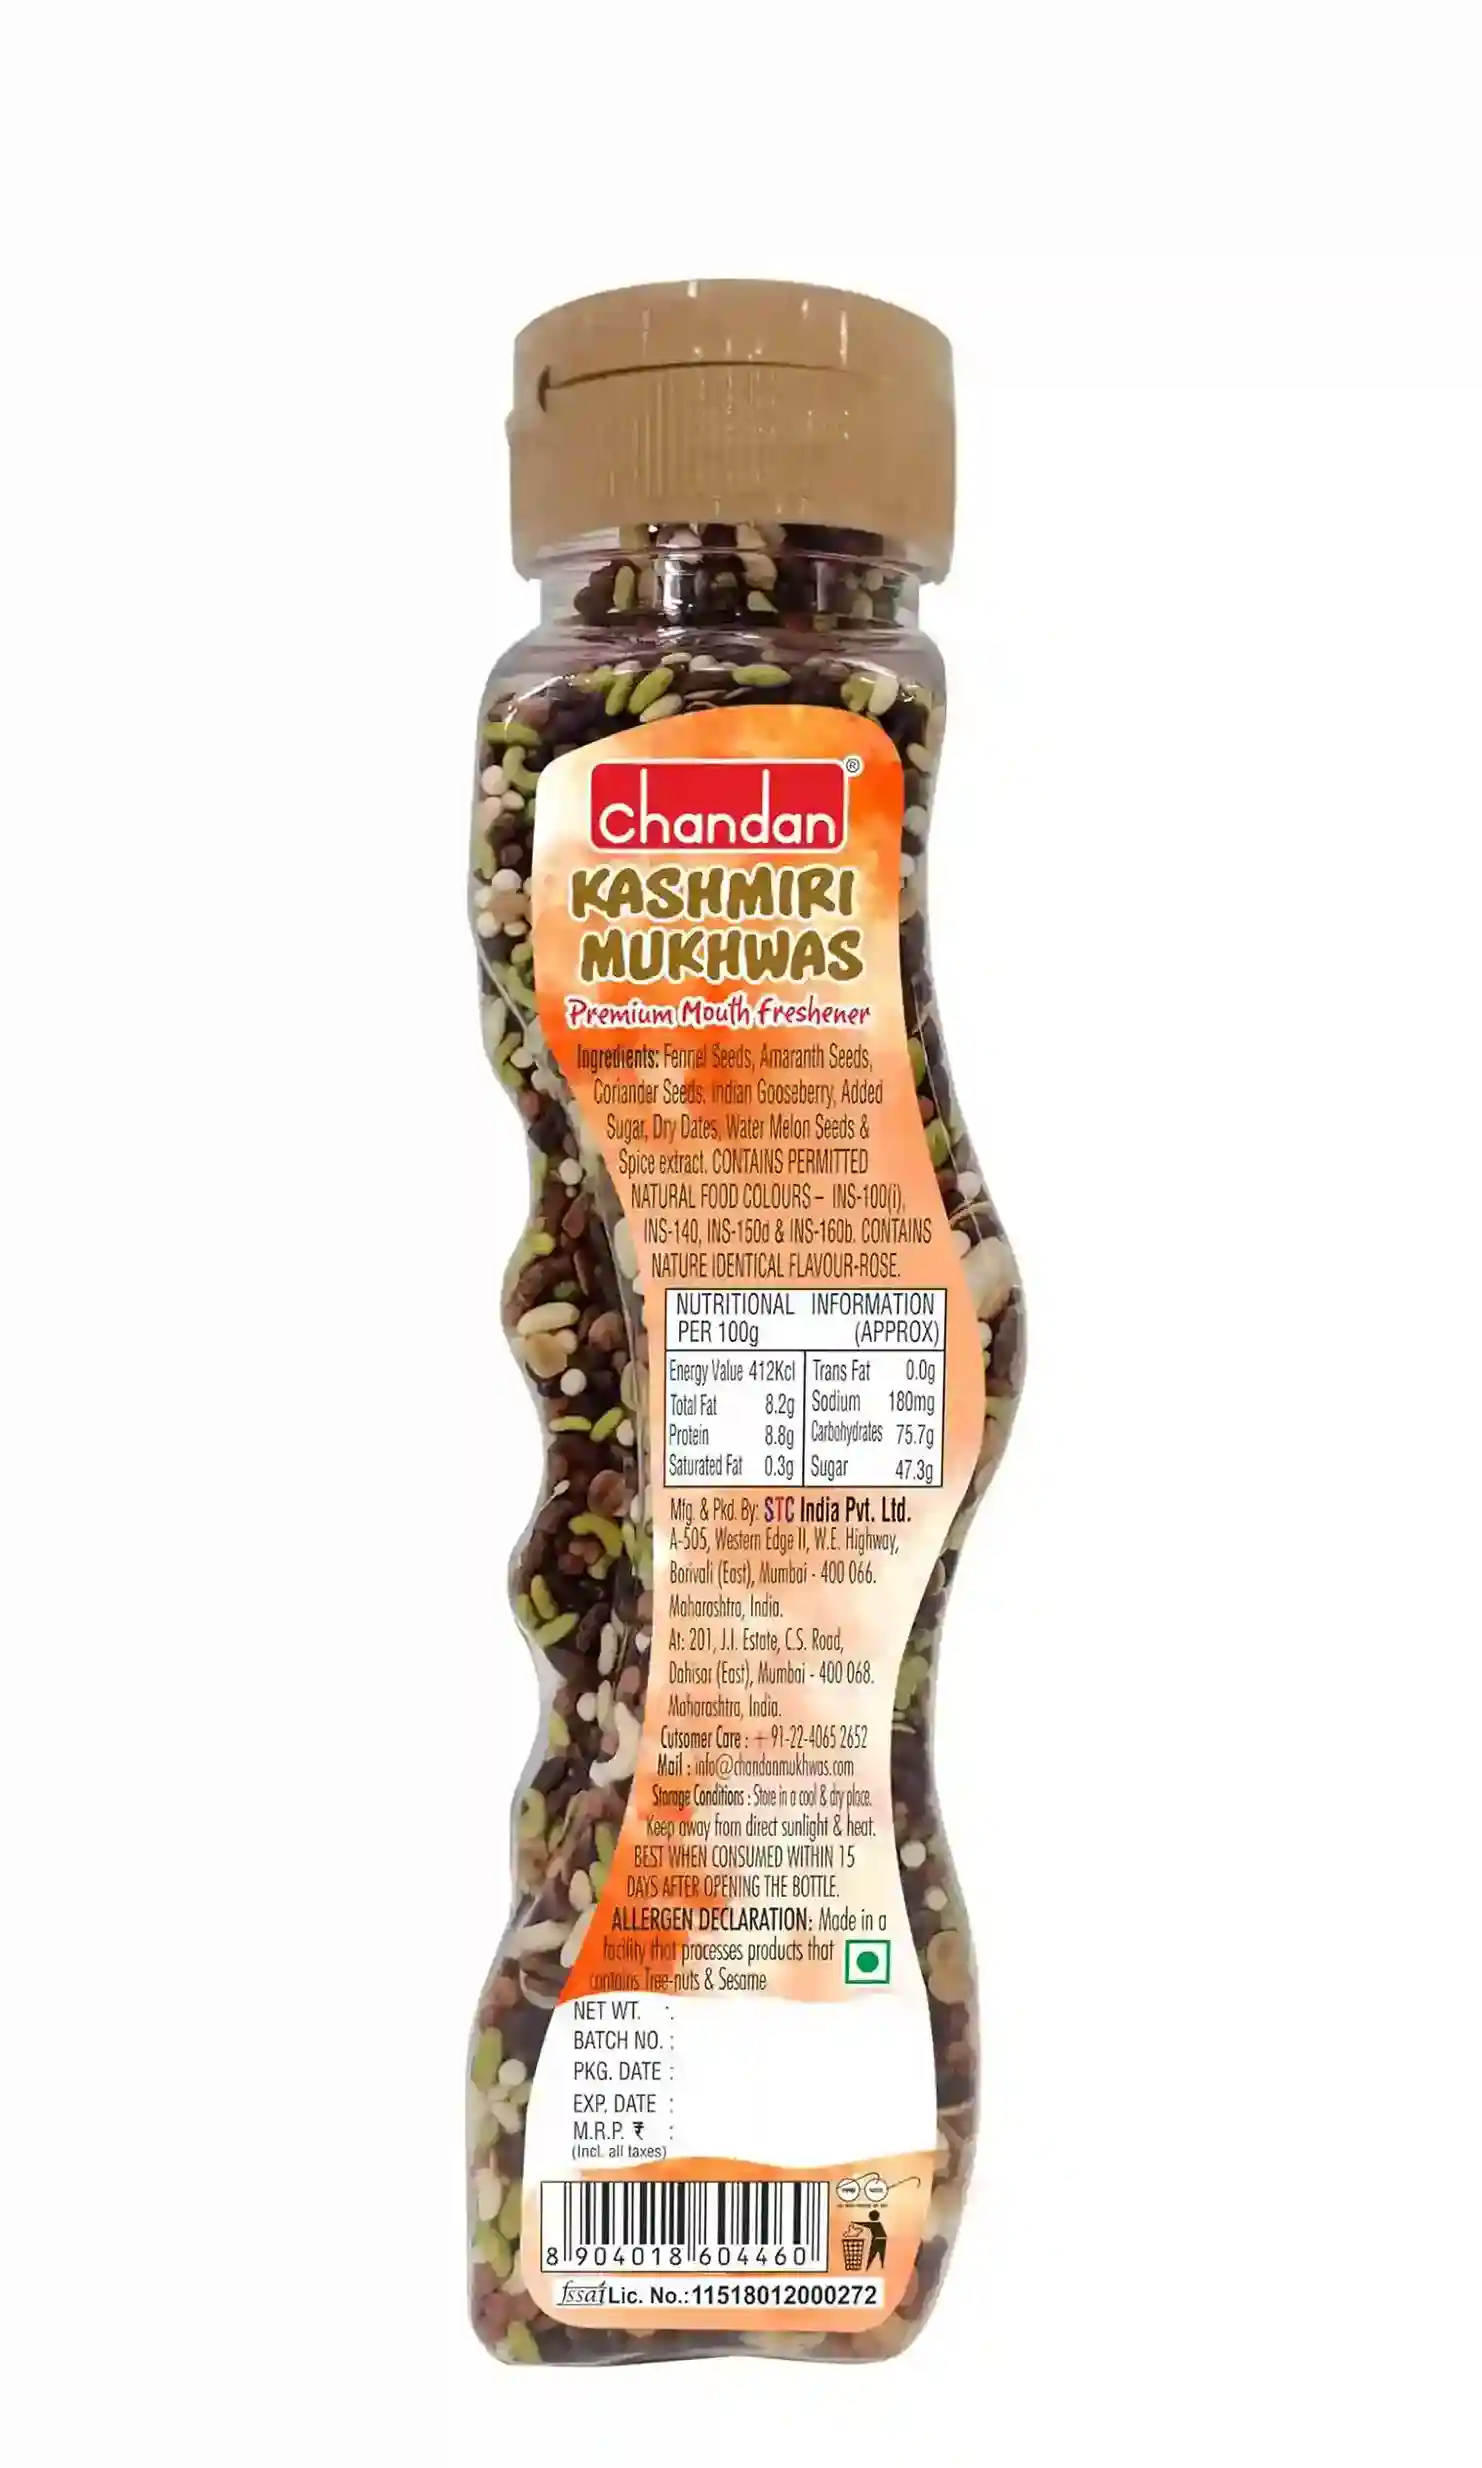 chandan®
KASHMIRI
MUKHWAS
Premium Mouth Freshener
Ingredients: Fennel Seeds, Amaranth Seeds,
Coriander Seeds, Indian Gooseberry, Added
Sugar, Dry Dates, Water Melon Seeds &
Spice extract. CONTAINS PERMITTED
NATURAL FOOD COLOURS – INS-100(i),
INS-140, INS-150d & INS-160b. CONTAINS
NATURE IDENTICAL FLAVOUR-ROSE.
NUTRITIONAL INFORMATION
PER 100g (APPROX)
Energy Value 412Kcl Trans Fat 0.0g
Total Fat 8.2g Sodium 180mg
Protein 8.8g Carbohydrates 75.7g
Saturated Fat 0.3g Sugar 47.3g
Mfg. & Pkd. By: STC India Pvt. Ltd.
A-505, Western Edge II, W.E. Highway,
Borivali (East), Mumbai - 400 066.
Maharashtra, India.
At: 201, J.I. Estate, C.S. Road,
Dahisar (East), Mumbai - 400 068.
Maharashtra, India.
Cutsomer Care : + 91-22-4065 2652
Mail : info@chandanmukhwas.com
Storage Conditions : Store in a cool & dry place.
Keep away from direct sunlight & heat.
BEST WHEN CONSUMED WITHIN 15
DAYS AFTER OPENING THE BOTTLE.
ALLERGEN DECLARATION: Made in a
facility that processes products that
contains Tree-nuts & Sesame
NET WT. :
BATCH NO. :
PKG. DATE :
EXP. DATE :
M.R.P. ₹ :
(Incl. all taxes)
8 904018 604460
fssai Lic. No.:11518012000272